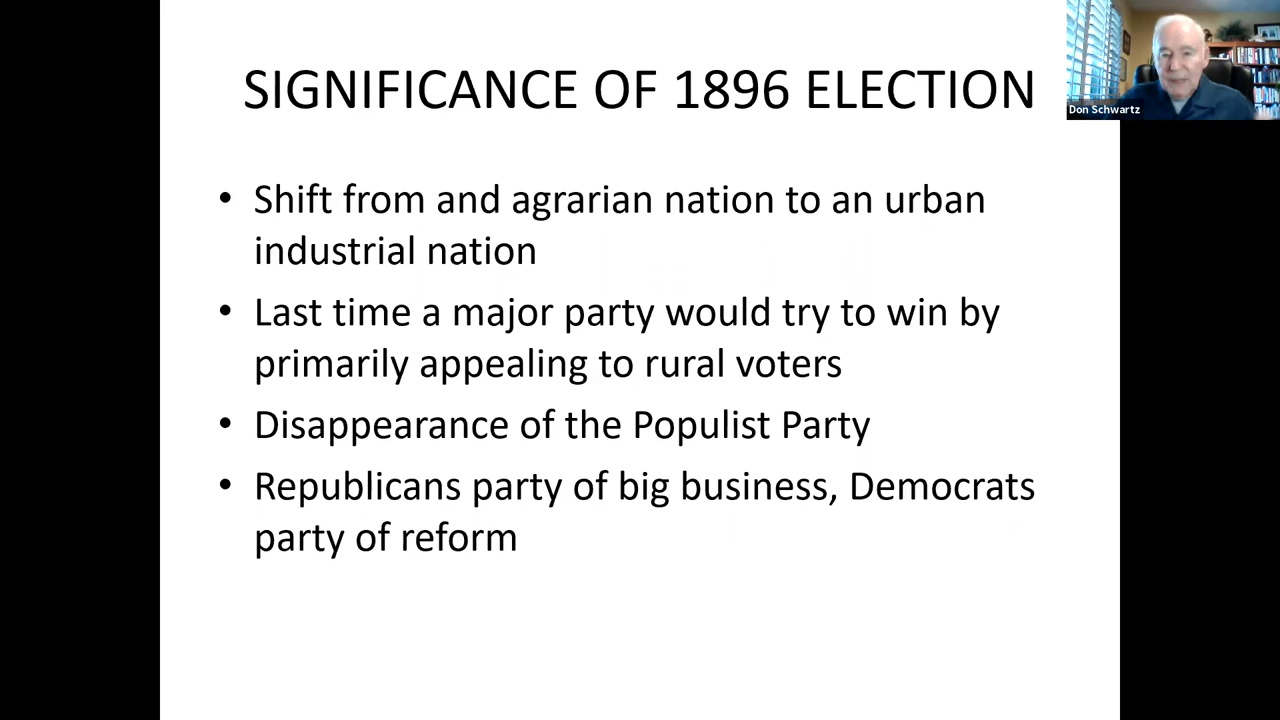 SIGNIFICANCE OF 1896 ELECTION
Don Schwartz
• Shift from and agrarian nation to an urban
industrial nation
• Last time a major party would try to win by
primarily appealing to rural voters
• Disappearance of the Populist Party
• Republicans party of big business, Democrats
party of reform